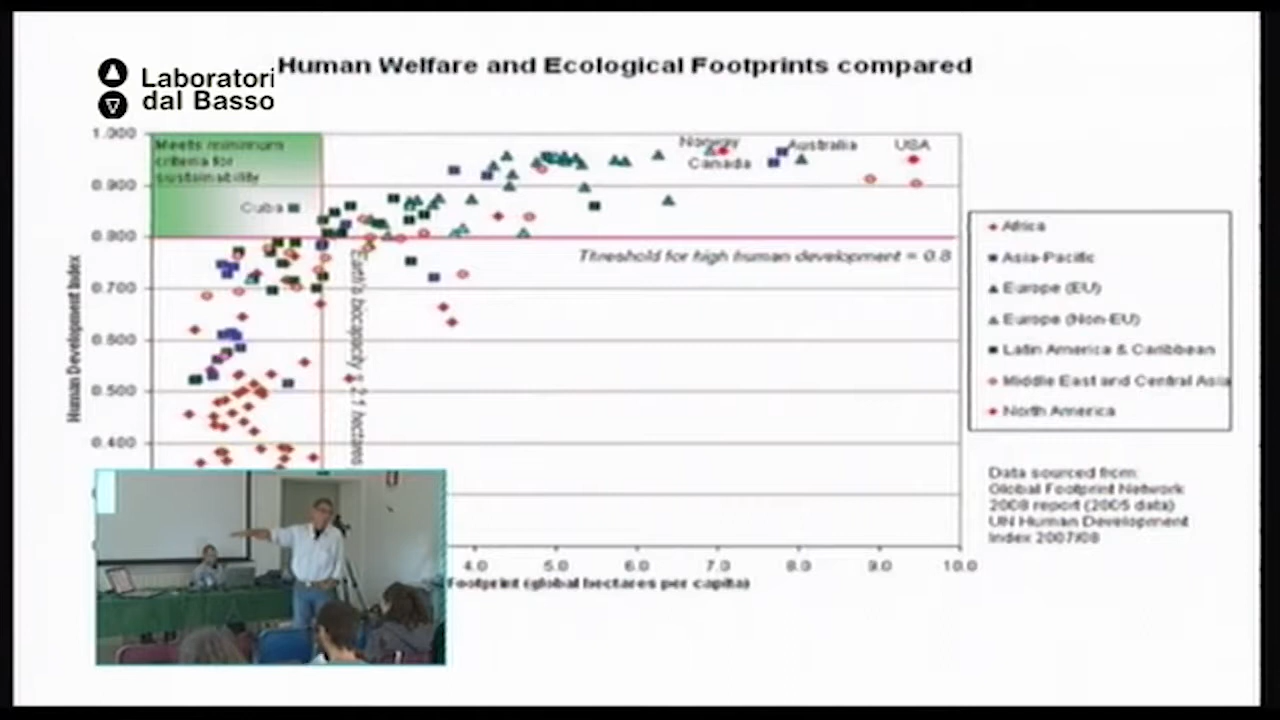 Human Welfare and Ecological Footprints compared
Laboratori
dal Basso
1.000
Meets minimum
criteria for
sustainability
Norway
Australia
USA
Canada
0.900
Cuba
0.800
Threshold for high human development = 0.8
Africa
Asia-Pacific
Europe (EU)
Europe (Non-EU)
Latin America & Caribbean
Middle East and Central Asia
North America
Earth's biocapacity = 2.1 hectares
Human Development Index
0.700
0.600
0.500
0.400
Data sourced from:
Global Footprint Network
2008 report (2005 data)
UN Human Development
Index 2007/08
4.0
5.0
6.0
7.0
8.0
9.0
10.0
Footprint (global hectares per capita)